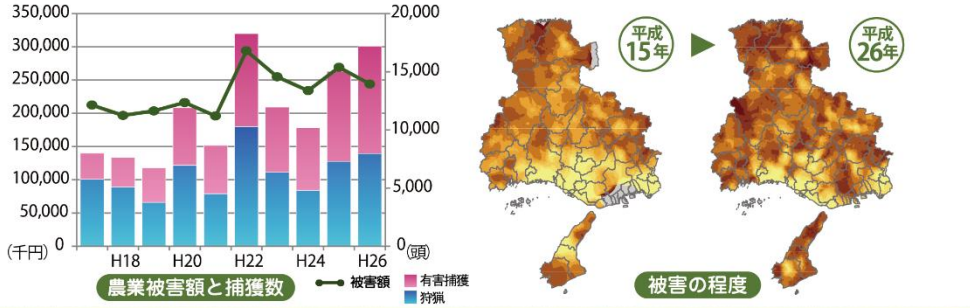 350,000
300,000
250,000
200,000
150,000
100,000
50,000
0
(千円)
20,000
15,000
10,000
5,000
0
(頭)
H18 H20 H22 H24 H26
農業被害額と捕獲数
被害額
有害捕獲
狩猟
平成
15年
平成
26年
被害の程度